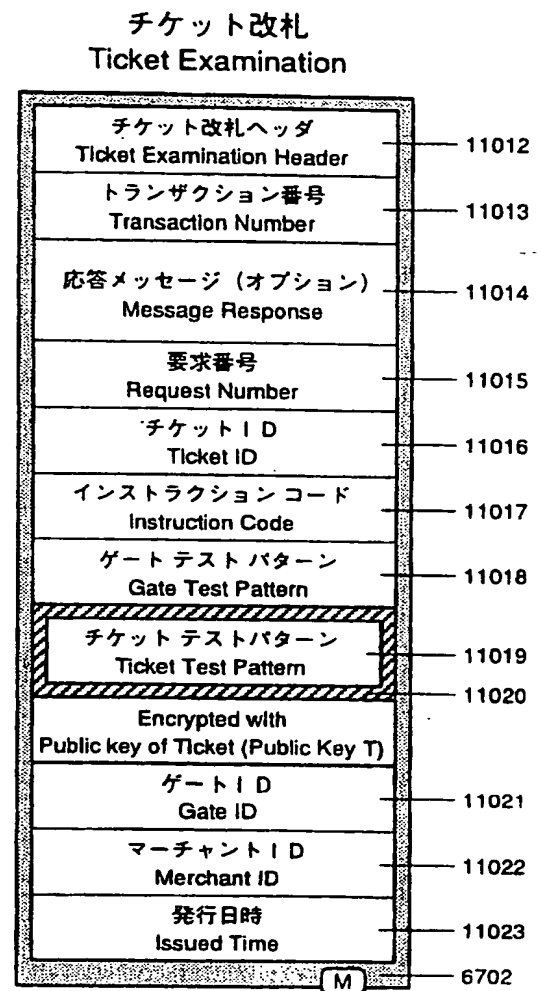 チケット改札
Ticket Examination
チケット改札ヘッダ
Ticket Examination Header
11012
トランザクション番号
Transaction Number
11013
応答メッセージ (オプション)
Message Response
11014
要求番号
Request Number
11015
チケットID
Ticket ID
11016
インストラクション コード
Instruction Code
11017
ゲート テスト パターン
Gate Test Pattern
11018
チケット テストパターン
Ticket Test Pattern
11019
11020
Encrypted with
Public key of Ticket (Public Key T)
ゲートID
Gate ID
11021
マーチャントID
Merchant ID
11022
発行日時
Issued Time
11023
M
6702